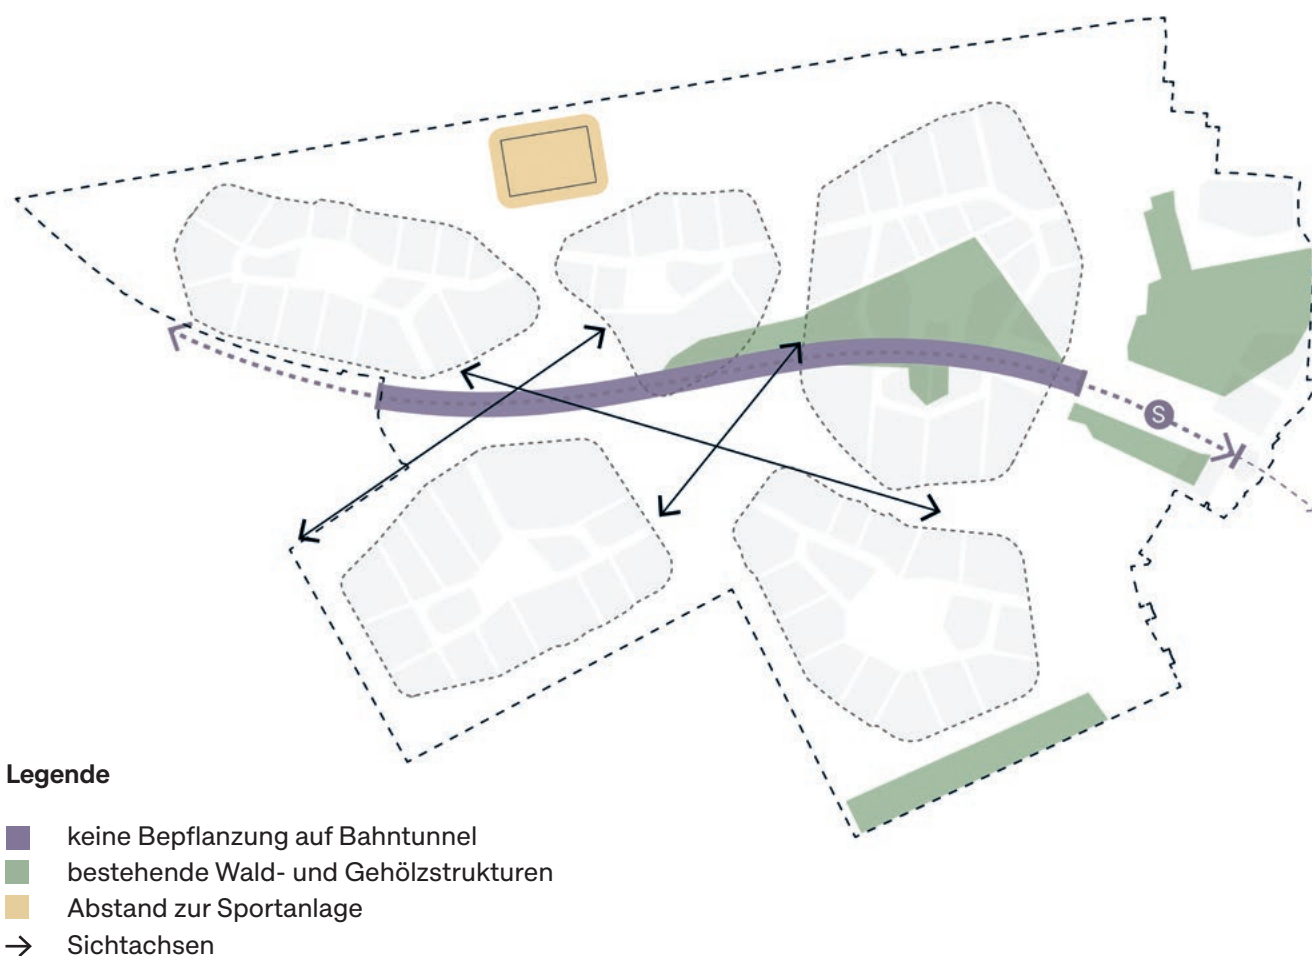 S
Legende
keine Bepflanzung auf Bahntunnel
bestehende Wald- und Gehölzstrukturen
Abstand zur Sportanlage
Sichtachsen